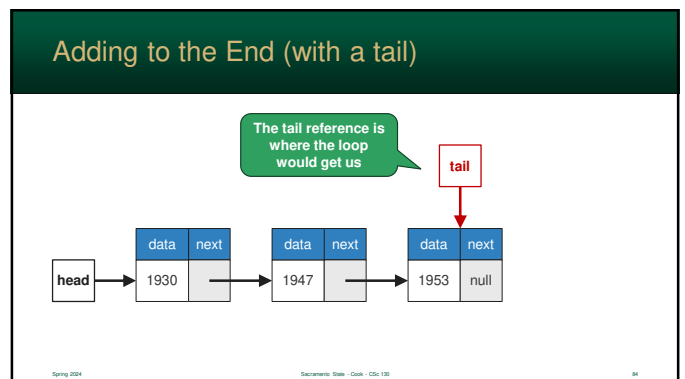 Adding to the End (with a tail)
The tail reference is
where the loop
would get us
tail
data next data next data next
head 1930 1947 1953 null
Spring 2024 Sacramento State - Cook - CSc 130 84